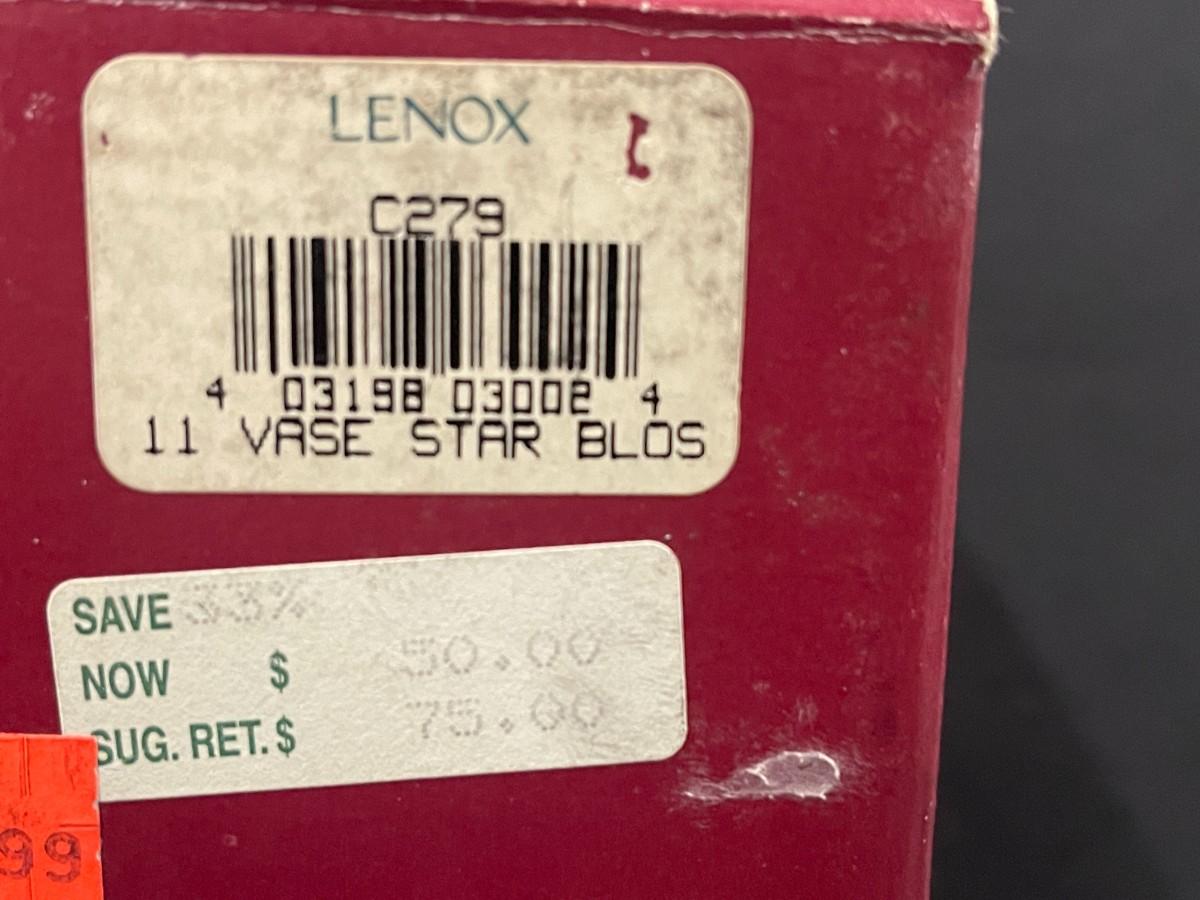 LENOX
C279
4 03198 03002 4
11 VASE STAR BLOS
SAVE 33%
NOW $ 50.00
SUG. RET. $ 75.00
99